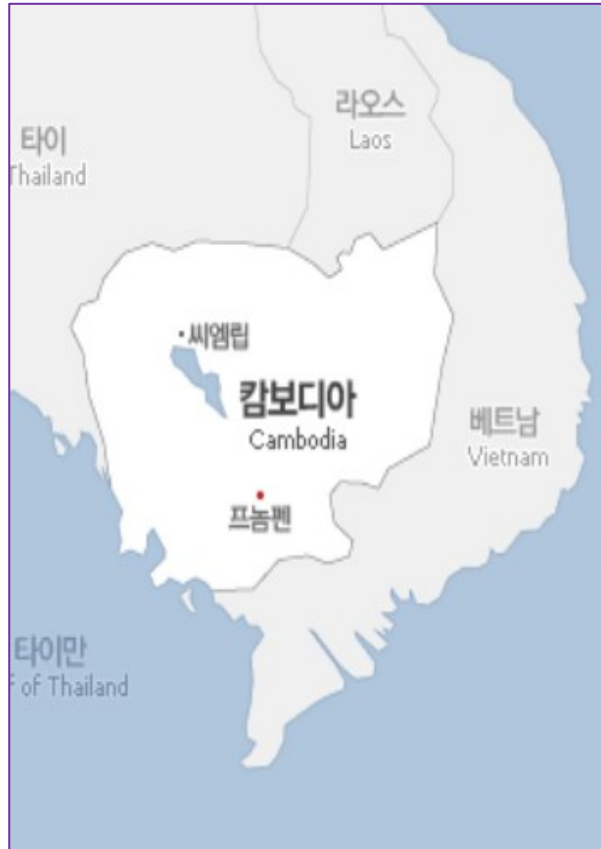 라오스
Laos
타이
Thailand
·씨엠립
캄보디아
Cambodia
베트남
Vietnam
프놈펜
타이만
f of Thailand